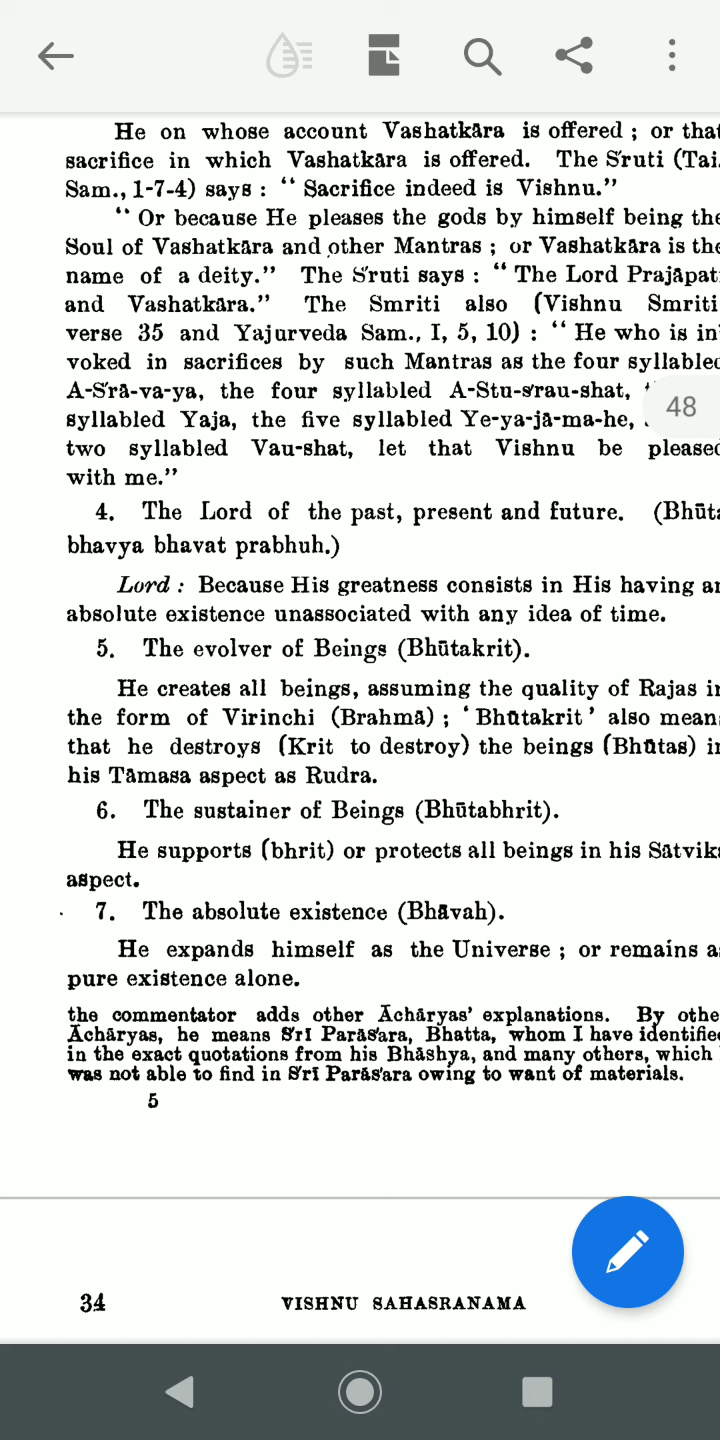 He on whose account Vashatkāra is offered ; or that
sacrifice in which Vashatkāra is offered. The S'ruti (Tai.
Sam., 1-7-4) says : “ Sacrifice indeed is Vishnu.”
“ Or because He pleases the gods by himself being the
Soul of Vashatkāra and other Mantras ; or Vashatkāra is the
name of a deity.” The S'ruti says : “ The Lord Prajāpat
and Vashatkāra.” The Smriti also (Vishnu Smriti
verse 35 and Yajurveda Sam., I, 5, 10) : “ He who is in
voked in sacrifices by such Mantras as the four syllabled
A-S'rā-va-ya, the four syllabled A-Stu-s'rau-shat,
48
syllabled Yaja, the five syllabled Ye-ya-jā-ma-he,
two syllabled Vau-shat, let that Vishnu be pleased
with me.”
4. The Lord of the past, present and future. (Bhūta
bhavya bhavat prabhuh.)
Lord : Because His greatness consists in His having an
absolute existence unassociated with any idea of time.
5. The evolver of Beings (Bhūtakrit).
He creates all beings, assuming the quality of Rajas in
the form of Virinchi (Brahmā) ; ‘ Bhūtakrit ’ also means
that he destroys (Krit to destroy) the beings (Bhūtas) in
his Tāmasa aspect as Rudra.
6. The sustainer of Beings (Bhūtabhrit).
He supports (bhrit) or protects all beings in his Sātvika
aspect.
7. The absolute existence (Bhāvah).
He expands himself as the Universe ; or remains as
pure existence alone.
the commentator adds other Āchāryas' explanations. By othe
Āchāryas, he means S'rī Parās'ara, Bhatta, whom I have identified
in the exact quotations from his Bhāshya, and many others, which
was not able to find in S'rī Parās'ara owing to want of materials.
5
34 VISHNU SAHASRANAMA